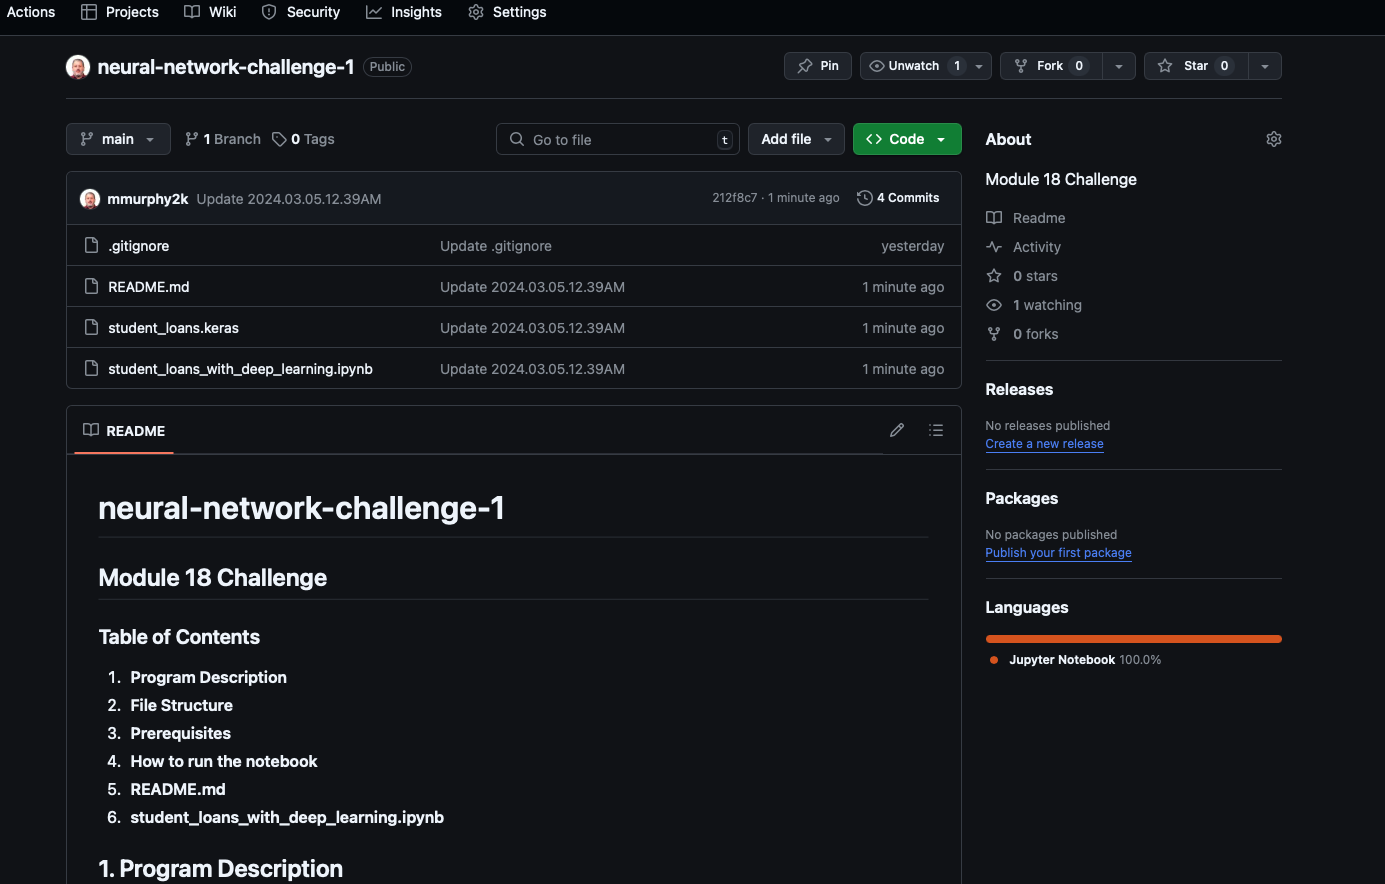 Actions Projects Wiki Security Insights Settings
neural-network-challenge-1 Public Pin Unwatch 1 Fork 0 Star 0
main 1 Branch 0 Tags Go to file t Add file Code
mmurphy2k Update 2024.03.05.12.39AM 212f8c7 · 1 minute ago 4 Commits
.gitignore Update .gitignore yesterday
README.md Update 2024.03.05.12.39AM 1 minute ago
student_loans.keras Update 2024.03.05.12.39AM 1 minute ago
student_loans_with_deep_learning.ipynb Update 2024.03.05.12.39AM 1 minute ago
README
neural-network-challenge-1
Module 18 Challenge
Table of Contents
1. Program Description
2. File Structure
3. Prerequisites
4. How to run the notebook
5. README.md
6. student_loans_with_deep_learning.ipynb
1. Program Description
About
Module 18 Challenge
Readme
Activity
0 stars
1 watching
0 forks
Releases
No releases published
Create a new release
Packages
No packages published
Publish your first package
Languages
Jupyter Notebook 100.0%